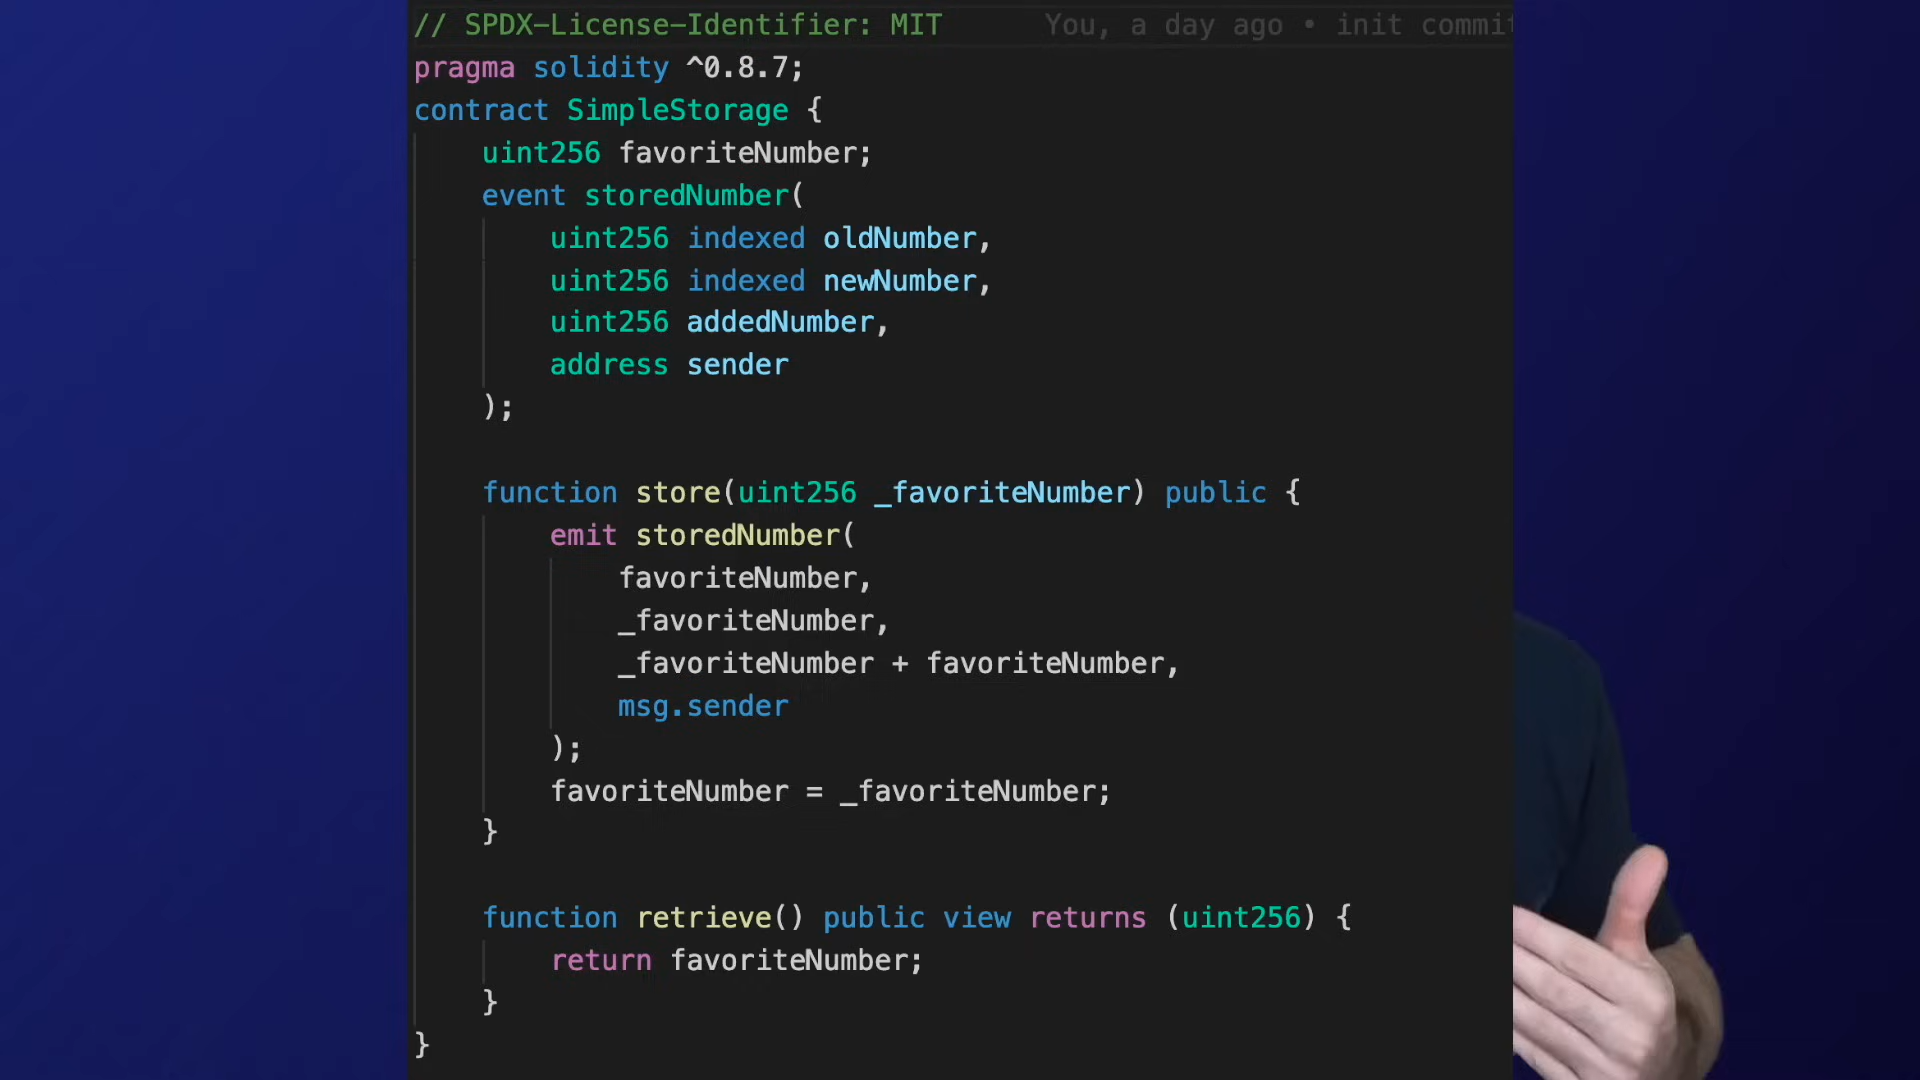 // SPDX-License-Identifier: MIT You, a day ago • init commit
pragma solidity ^0.8.7;
contract SimpleStorage {
uint256 favoriteNumber;
event storedNumber(
uint256 indexed oldNumber,
uint256 indexed newNumber,
uint256 addedNumber,
address sender
);
function store(uint256 _favoriteNumber) public {
emit storedNumber(
favoriteNumber,
_favoriteNumber,
_favoriteNumber + favoriteNumber,
msg.sender
);
favoriteNumber = _favoriteNumber;
}
function retrieve() public view returns (uint256) {
return favoriteNumber;
}
}